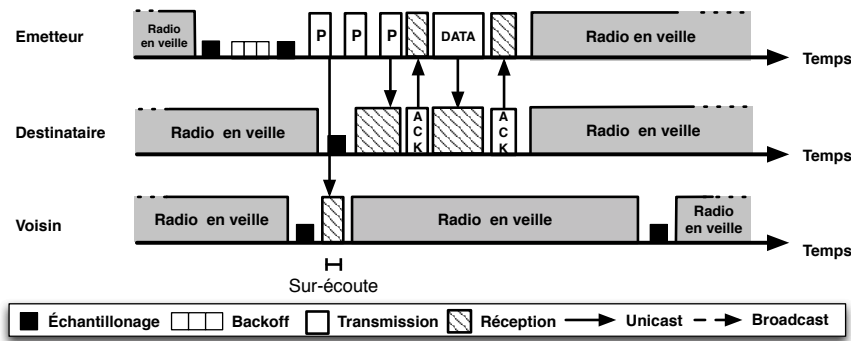 Emetteur
Radio
en veille
P P P
DATA
Radio en veille
Temps
Destinataire
Radio en veille
A
C
K
A
C
K
Radio en veille
Temps
Voisin
Radio en veille
Radio en veille
Radio
en veille
Temps
Sur-écoute
Échantillonage Backoff Transmission Réception Unicast Broadcast